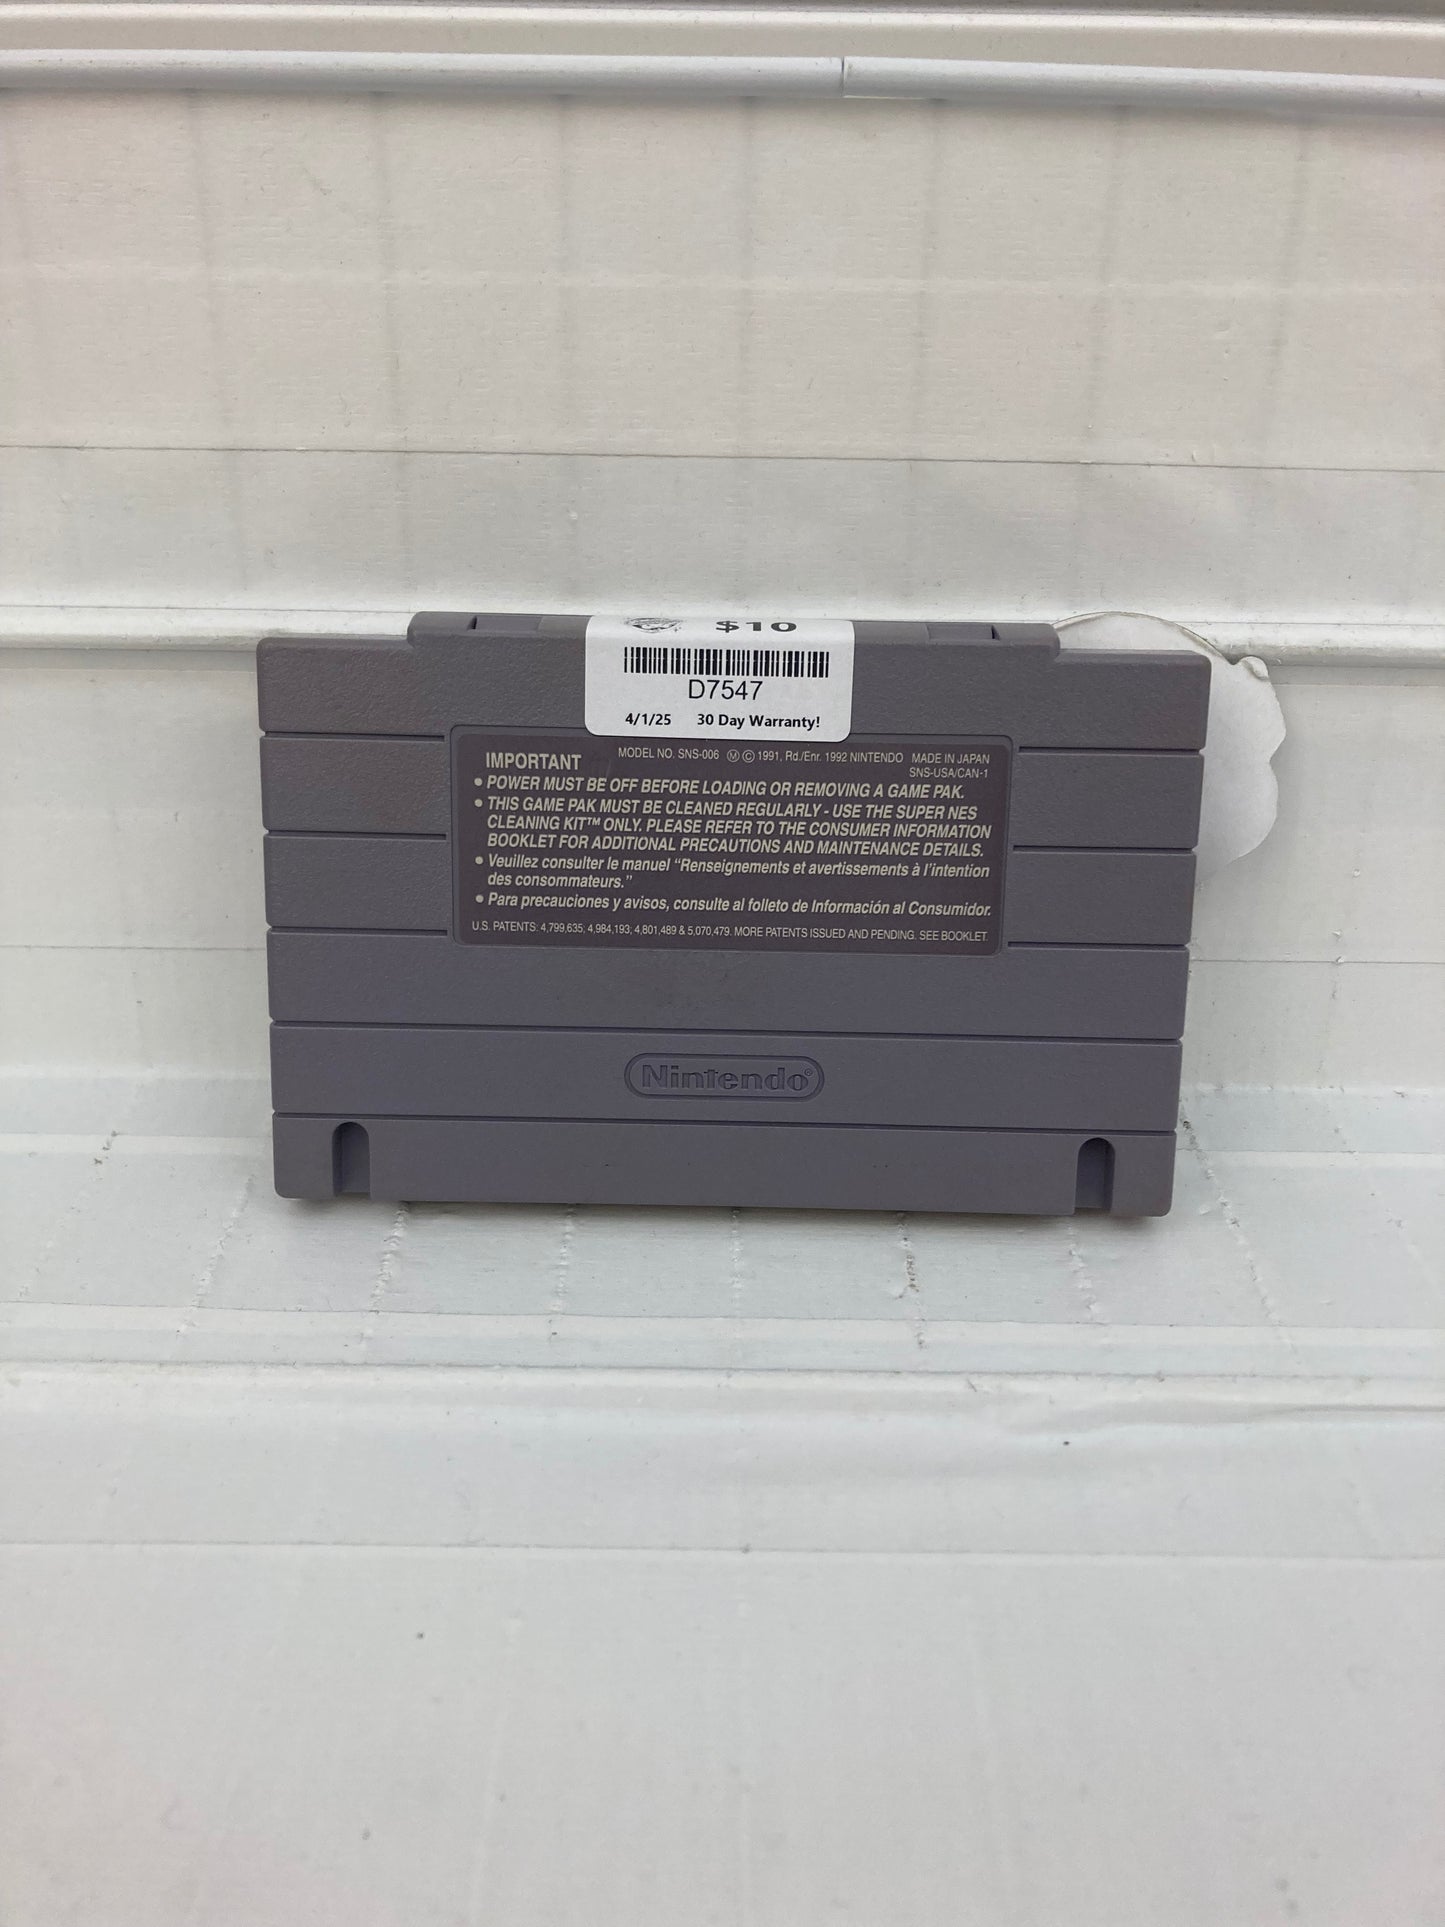 $10
D7547
4/1/25 30 Day Warranty!
IMPORTANT MODEL NO. SNS-006 Ⓜ © 1991, Rd./Enr. 1992 NINTENDO MADE IN JAPAN
SNS-USA/CAN-1
• POWER MUST BE OFF BEFORE LOADING OR REMOVING A GAME PAK.
• THIS GAME PAK MUST BE CLEANED REGULARLY - USE THE SUPER NES
CLEANING KIT™ ONLY. PLEASE REFER TO THE CONSUMER INFORMATION
BOOKLET FOR ADDITIONAL PRECAUTIONS AND MAINTENANCE DETAILS.
• Veuillez consulter le manuel “Renseignements et avertissements à l’intention
des consommateurs.”
• Para precauciones y avisos, consulte al folleto de Información al Consumidor.
U.S. PATENTS: 4,799,635; 4,984,193; 4,801,489 & 5,070,479. MORE PATENTS ISSUED AND PENDING. SEE BOOKLET.
Nintendo®